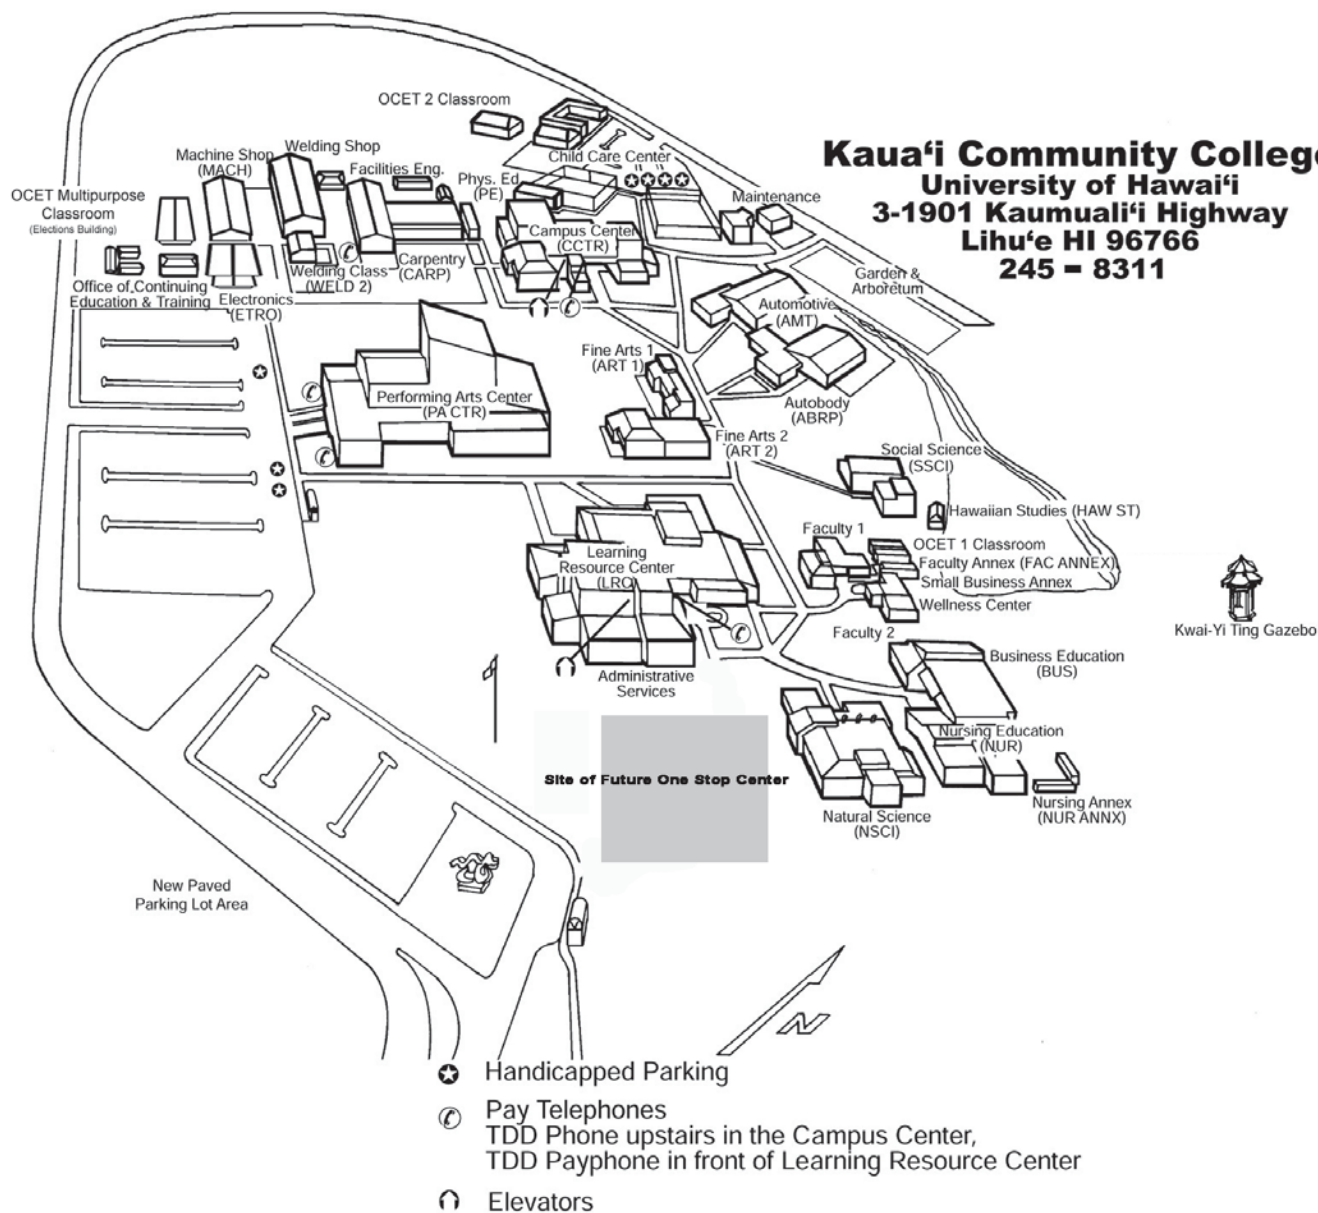 Kaua‘i Community College
University of Hawai‘i
3-1901 Kaumuali‘i Highway
Lihu‘e HI 96766
245 - 8311
OCET 2 Classroom
Child Care Center
Welding Shop
Machine Shop
(MACH)
Facilities Eng.
Phys. Ed
(PE)
Maintenance
OCET Multipurpose
Classroom
(Elections Building)
Campus Center
(CCTR)
Welding Class
(WELD 2)
Carpentry
(CARP)
Office of Continuing
Education & Training
Electronics
(ETRO)
Garden &
Arboretum
Automotive
(AMT)
Fine Arts 1
(ART 1)
Performing Arts Center
(PA CTR)
Autobody
(ABRP)
Fine Arts 2
(ART 2)
Social Science
(SSCI)
Hawaiian Studies (HAW ST)
Faculty 1
OCET 1 Classroom
Faculty Annex (FAC ANNEX)
Small Business Annex
Wellness Center
Learning
Resource Center
(LRC)
Faculty 2
Kwai-Yi Ting Gazebo
Business Education
(BUS)
Administrative
Services
Nursing Education
(NUR)
Site of Future One Stop Center
Natural Science
(NSCI)
Nursing Annex
(NUR ANNX)
New Paved
Parking Lot Area
N
Handicapped Parking
Pay Telephones
TDD Phone upstairs in the Campus Center,
TDD Payphone in front of Learning Resource Center
Elevators